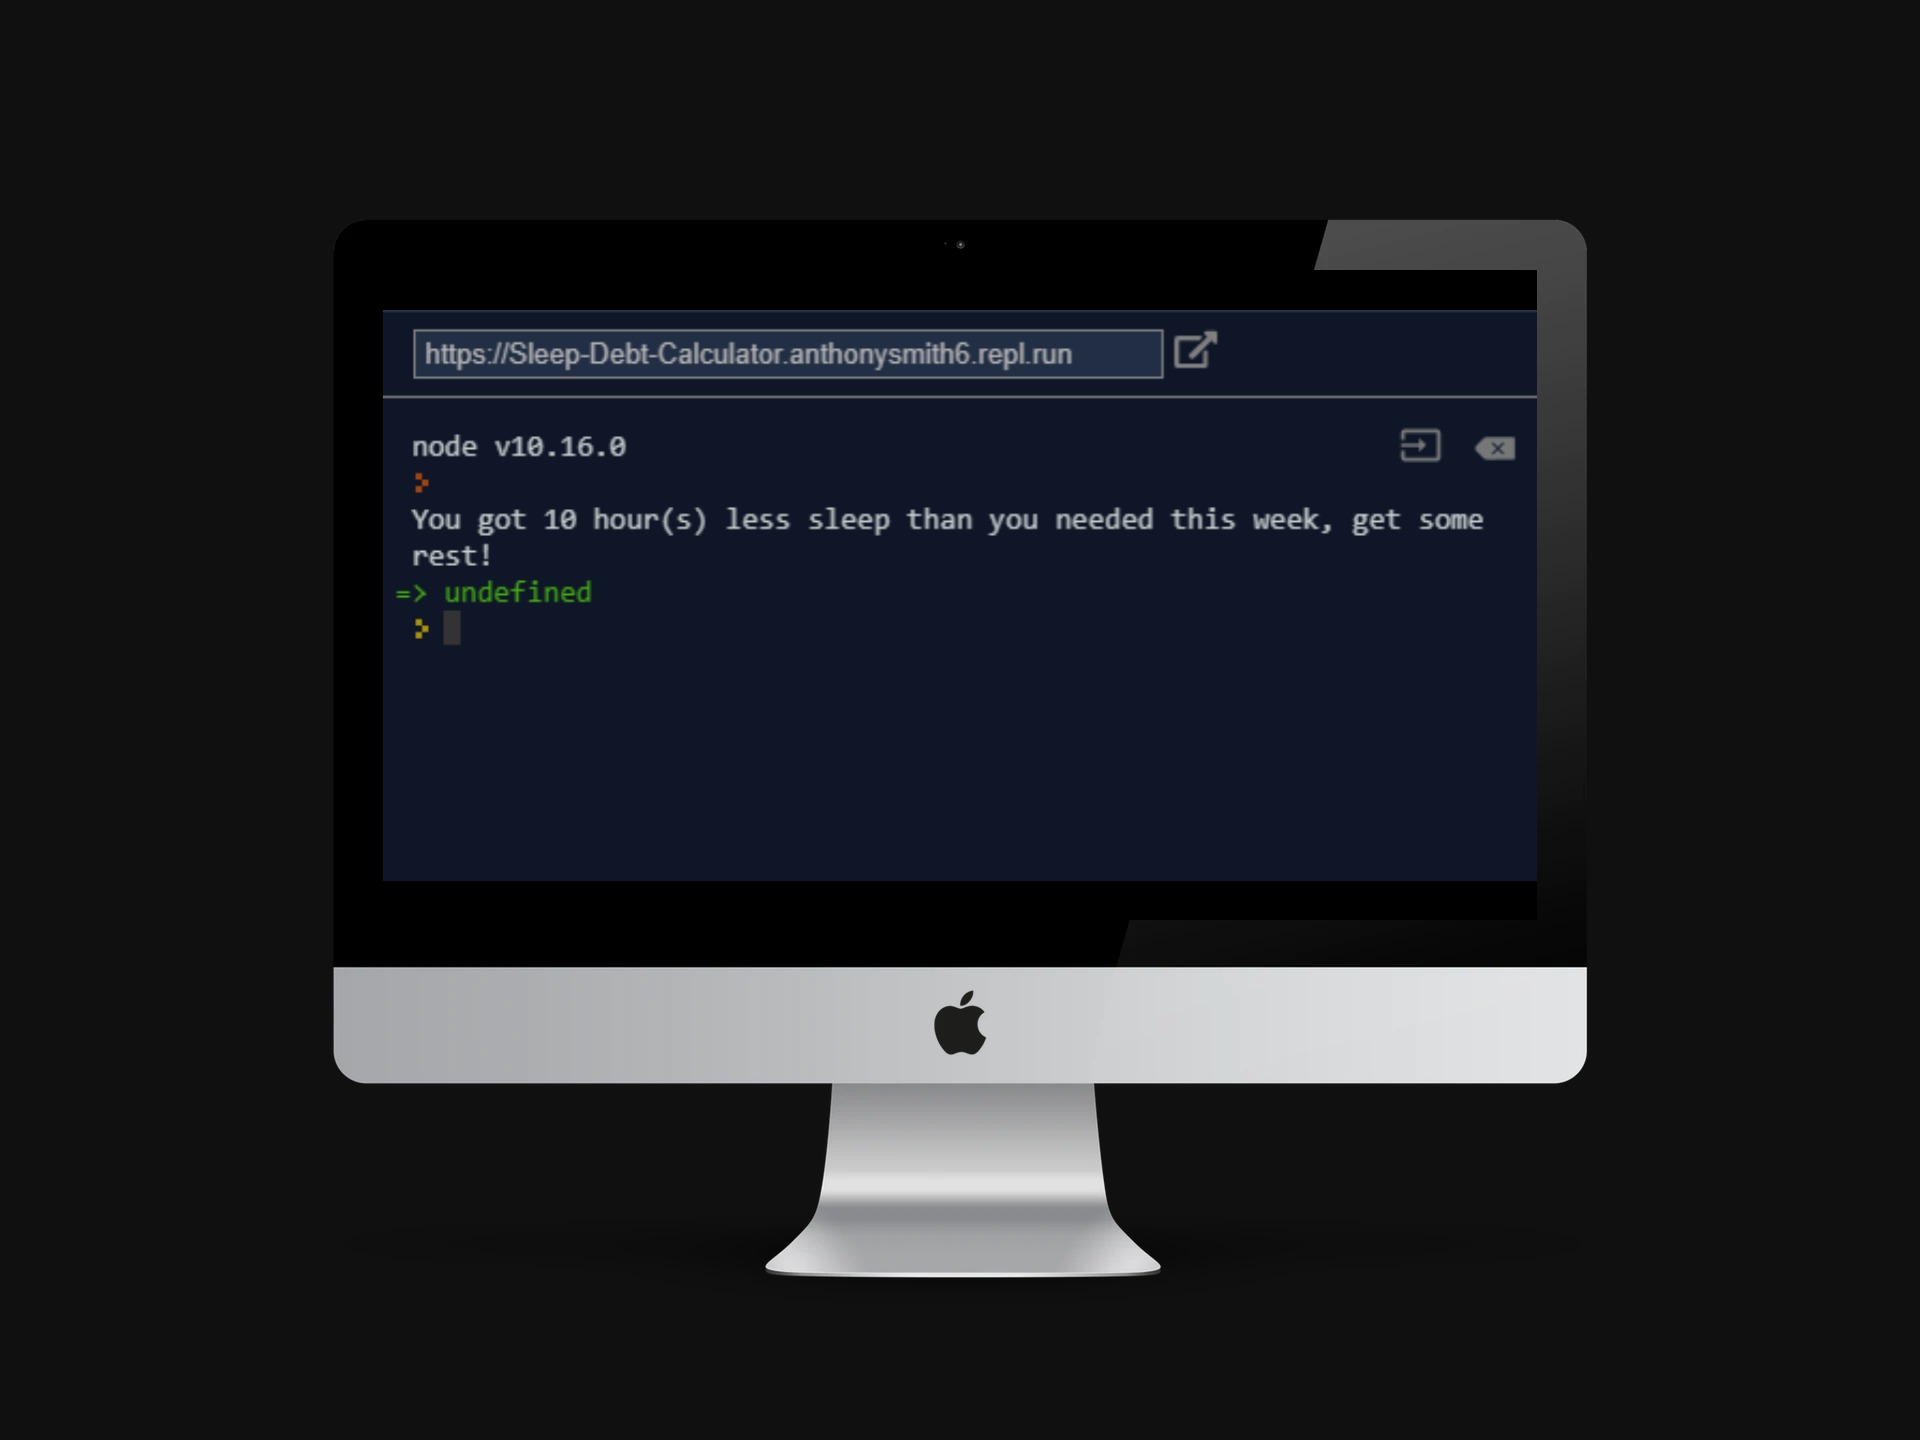 https://Sleep-Debt-Calculator.anthonysmith6.repl.run
node v10.16.0
You got 10 hour(s) less sleep than you needed this week, get some
rest!
=> undefined